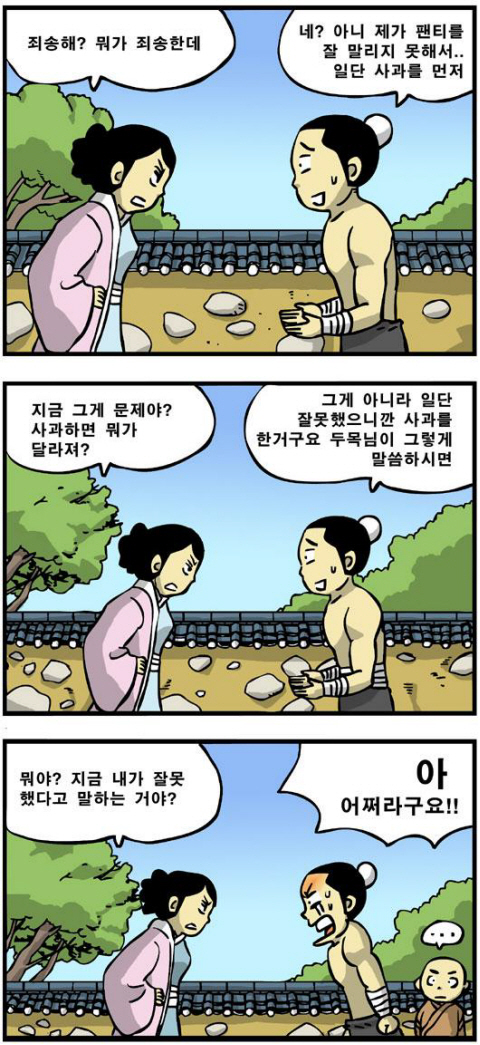 죄송해? 뭐가 죄송한데
네? 아니 제가 팬티를
잘 말리지 못해서..
일단 사과를 먼저
지금 그게 문제야?
사과하면 뭐가
달라져?
그게 아니라 일단
잘못했으니깐 사과를
한거구요 두목님이 그렇게
말씀하시면
뭐야? 지금 내가 잘못
했다고 말하는 거야?
아
어쩌라구요!!
...